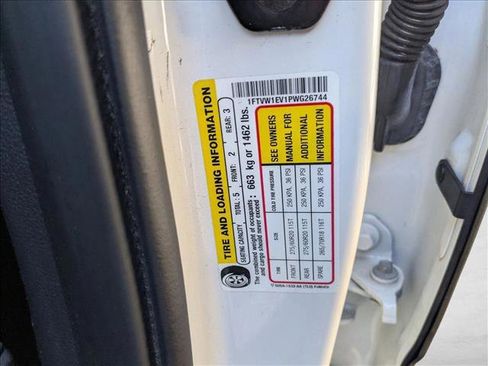 1FTVW1EV1PWG26744
TIRE AND LOADING INFORMATION
SEATING CAPACITY TOTAL: 5 FRONT: 2 REAR: 3
The combined weight of occupants
and cargo should never exceed: 663 kg or 1462 lbs.
TIRE SIZE COLD TIRE PRESSURE
FRONT 275/60R20 115T 250 KPA, 36 PSI
REAR 275/60R20 115T 250 KPA, 36 PSI
SPARE 265/70R18 116T 250 KPA, 36 PSI
SEE OWNERS
MANUAL FOR
ADDITIONAL
INFORMATION